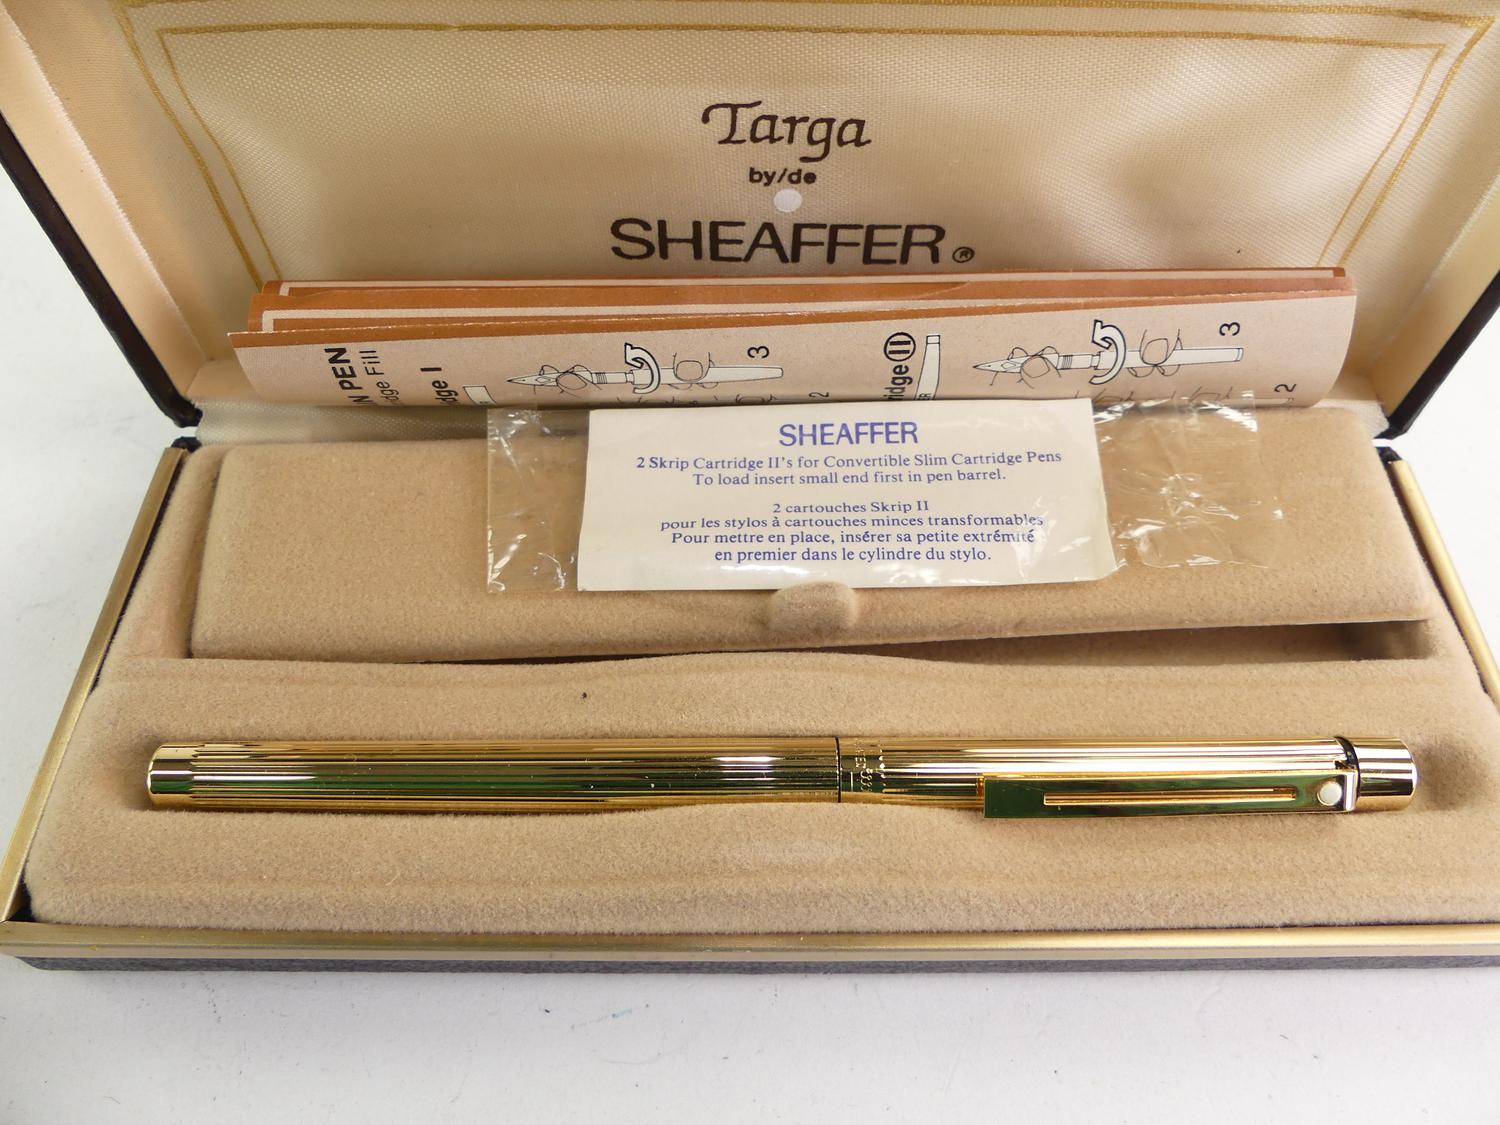 Targa
by/de
SHEAFFER®
N PEN
dge Fill
dge I
3
2
ridge II
3
2
SHEAFFER
2 Skrip Cartridge II's for Convertible Slim Cartridge Pens
To load insert small end first in pen barrel.
2 cartouches Skrip II
pour les stylos à cartouches minces transformables
Pour mettre en place, insérer sa petite extrémité
en premier dans le cylindre du stylo.